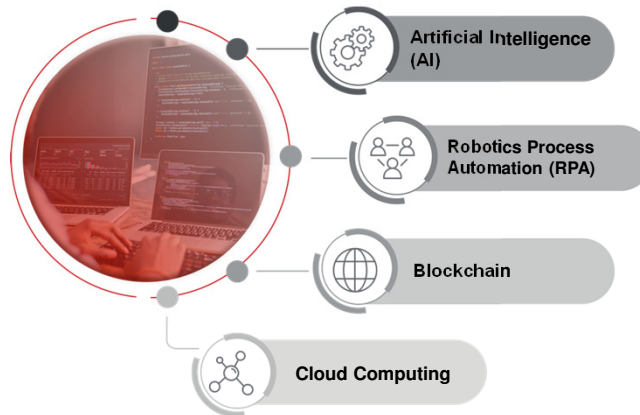 Artificial Intelligence
(AI)
Robotics Process
Automation (RPA)
Blockchain
Cloud Computing